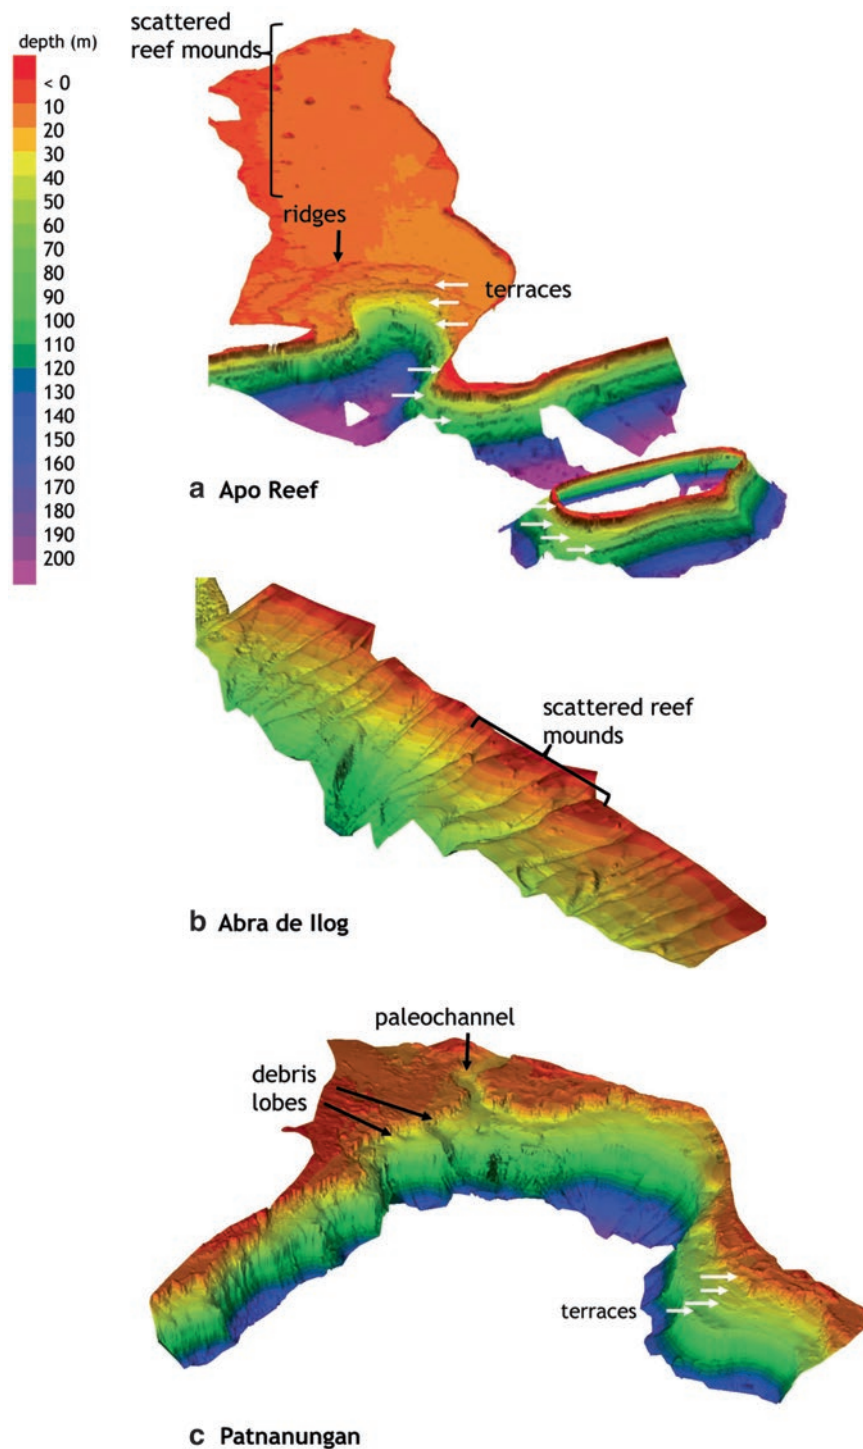 scattered
reef mounds
depth (m)
< 0
10
20
30
40
50
60
70
80
90
100
110
120
130
140
150
160
170
180
190
200
ridges
terraces
a Apo Reef
scattered reef
mounds
b Abra de Ilog
paleochannel
debris
lobes
terraces
c Patnanungan